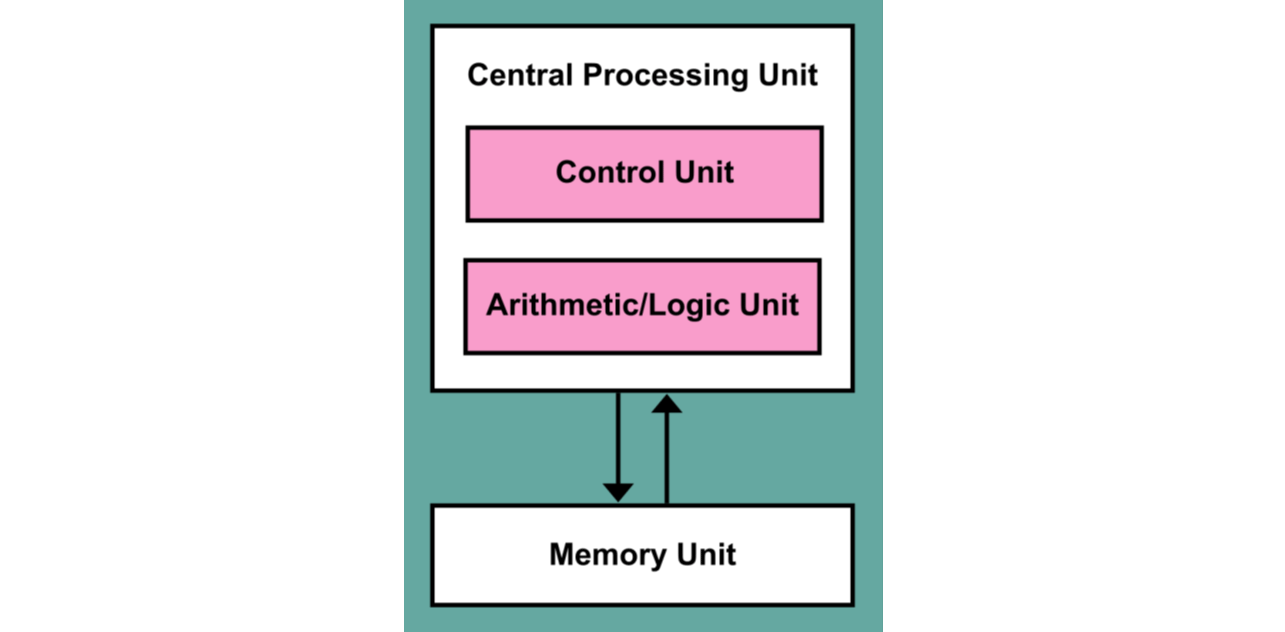 Central Processing Unit
Control Unit
Arithmetic/Logic Unit
Memory Unit